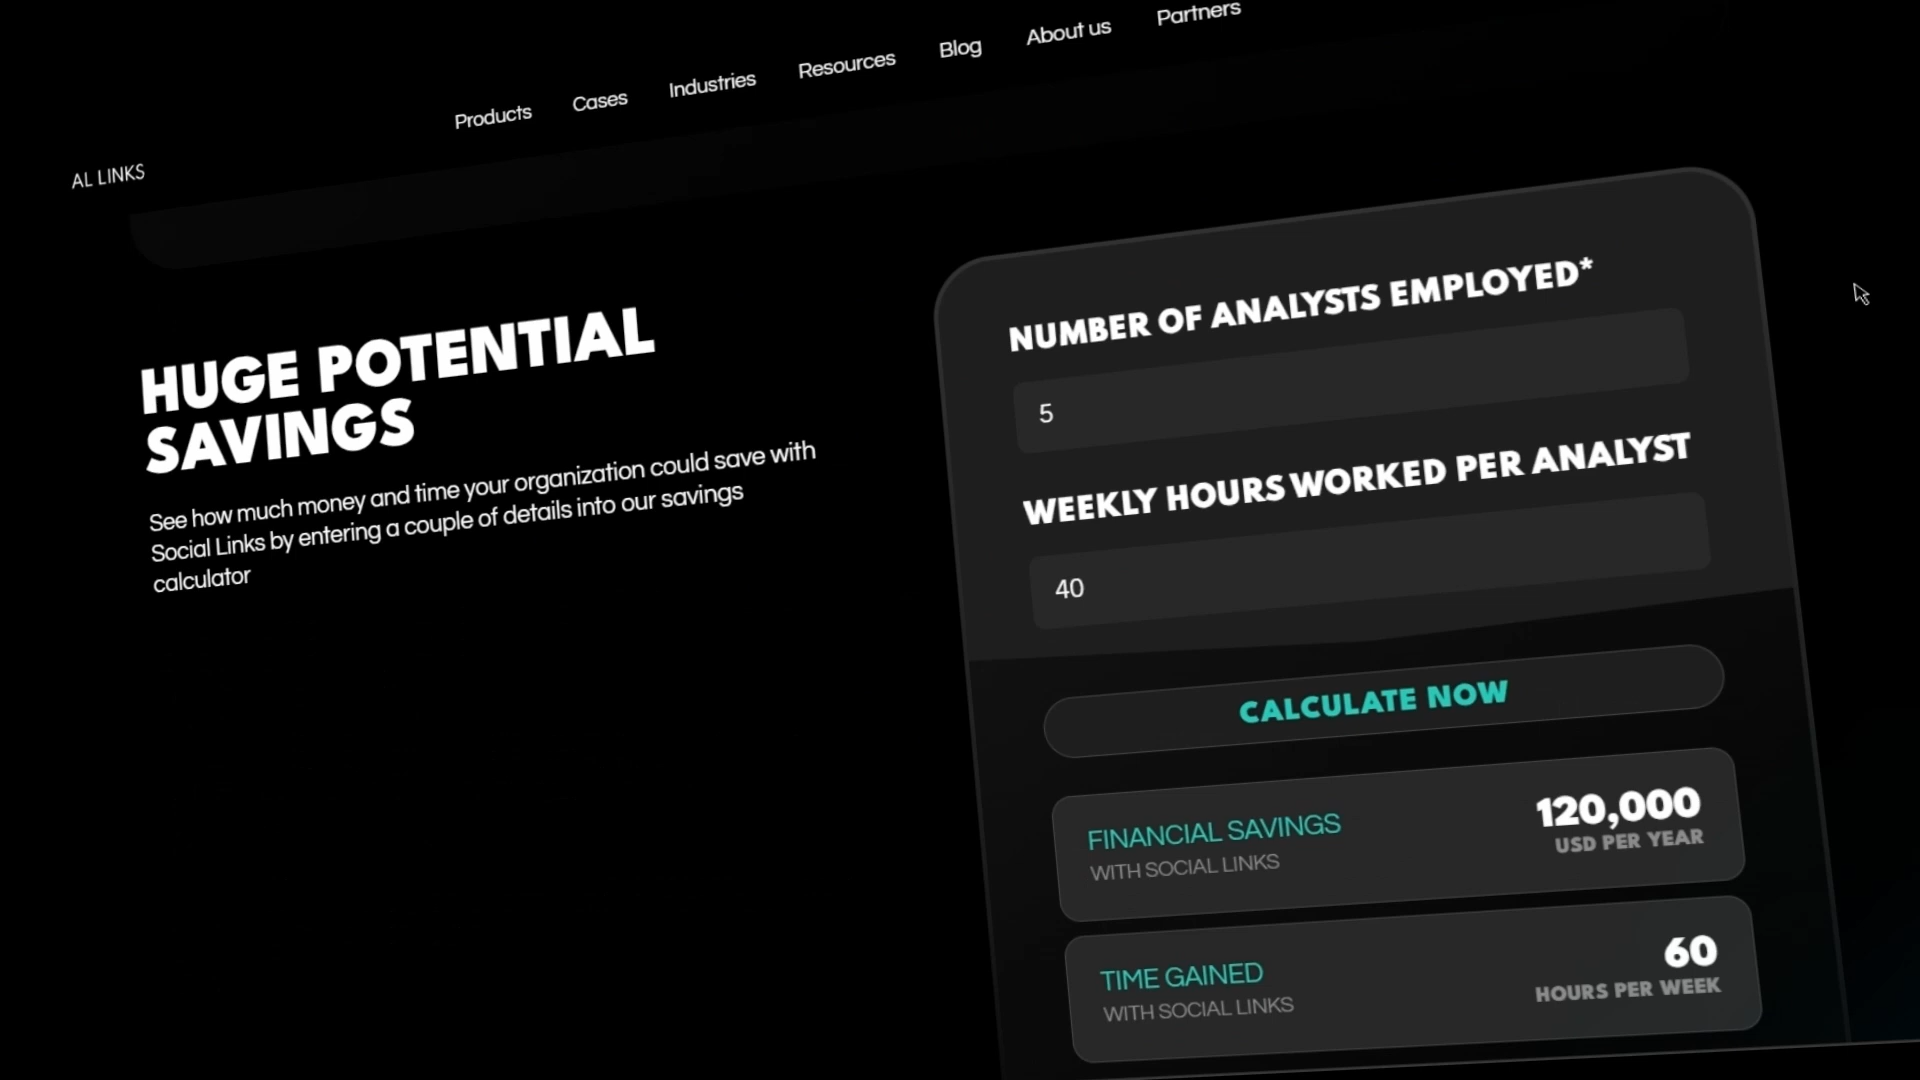 Products
Cases
Industries
Resources
Blog
About us
Partners
AL LINKS
HUGE POTENTIAL
SAVINGS
See how much money and time your organization could save with
Social Links by entering a couple of details into our savings
calculator
NUMBER OF ANALYSTS EMPLOYED*
5
WEEKLY HOURS WORKED PER ANALYST
40
CALCULATE NOW
FINANCIAL SAVINGS
WITH SOCIAL LINKS
120,000
USD PER YEAR
TIME GAINED
WITH SOCIAL LINKS
60
HOURS PER WEEK